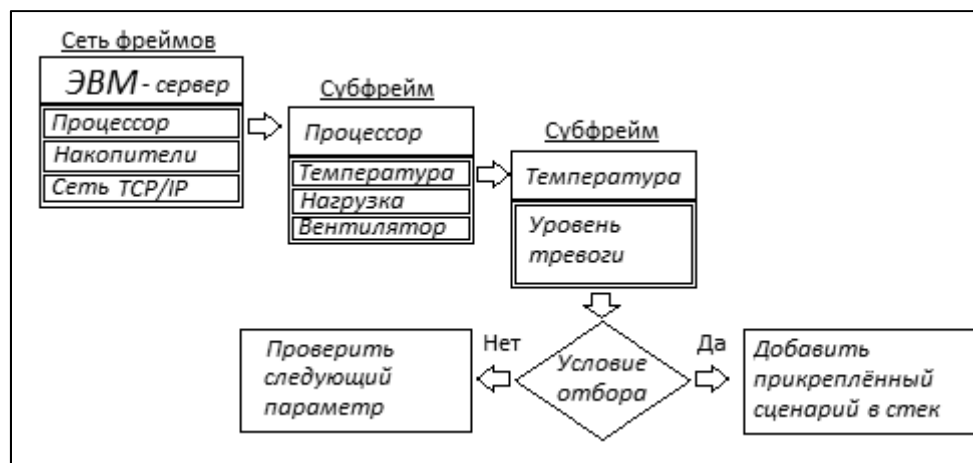 Сеть фреймов
ЭВМ - сервер
Процессор
Накопители
Сеть TCP/IP
Субфрейм
Процессор
Температура
Нагрузка
Вентилятор
Субфрейм
Температура
Уровень
тревоги
Проверить
следующий
параметр
Нет
Условие
отбора
Да
Добавить
прикреплённый
сценарий в стек